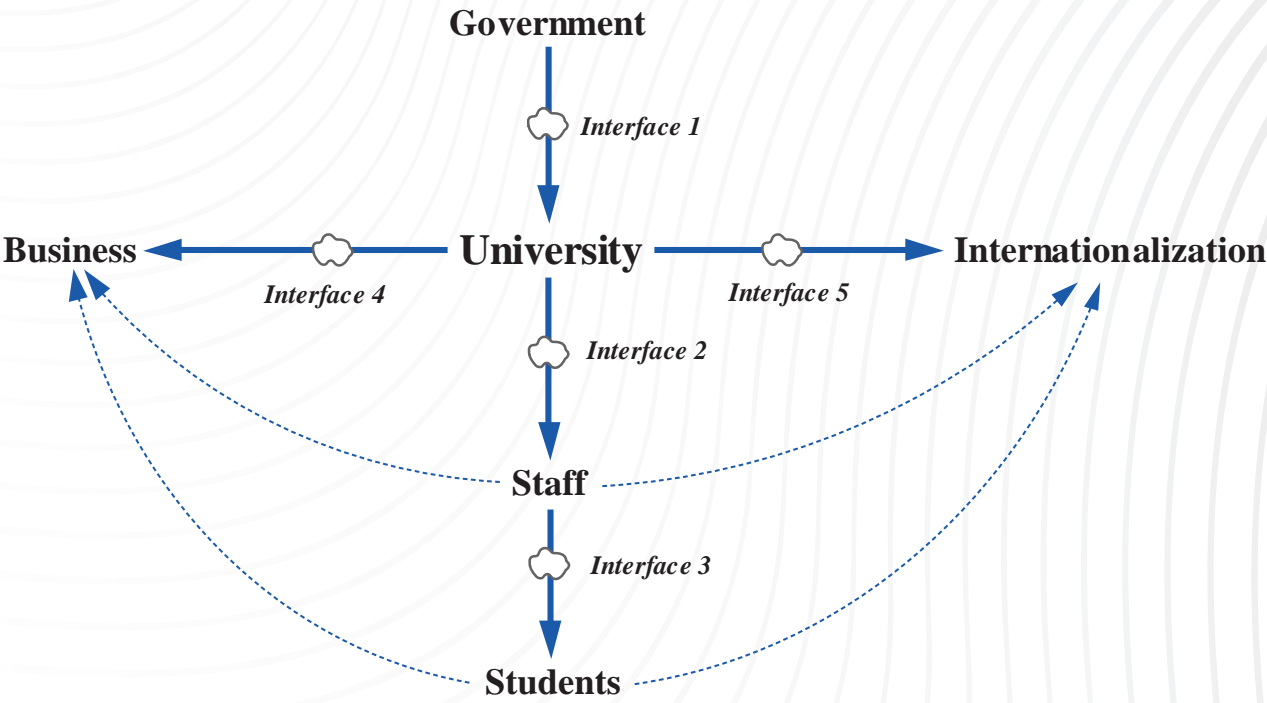 Government
Interface 1
Business
University
Internationalization
Interface 4
Interface 5
Interface 2
Staff
Interface 3
Students